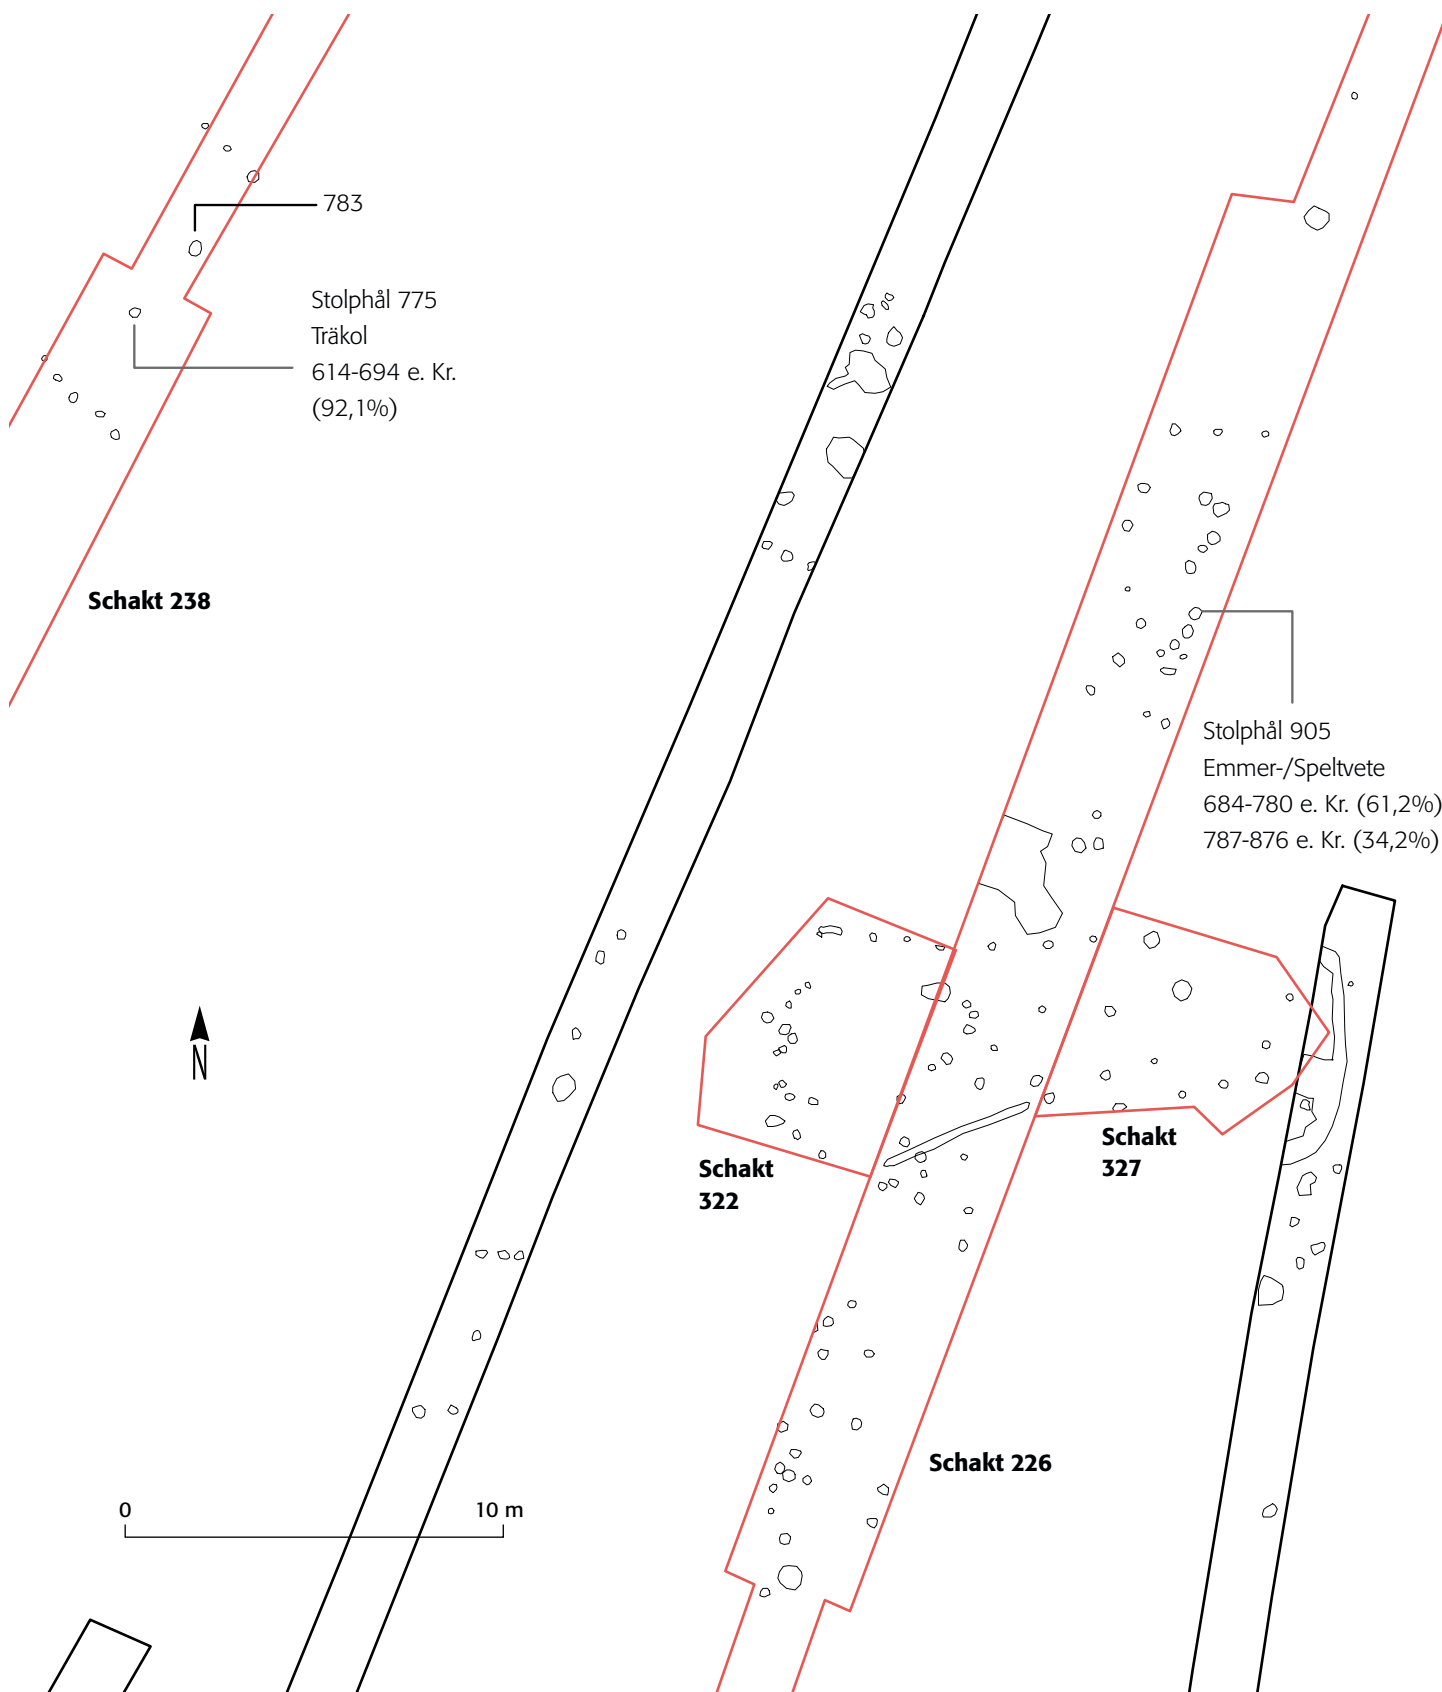 783
Stolphål 775
Träkol
614-694 e. Kr.
(92,1%)
Schakt 238
Stolphål 905
Emmer-/Speltvete
684-780 e. Kr. (61,2%)
787-876 e. Kr. (34,2%)
N
Schakt
322
Schakt
327
Schakt 226
0
10 m